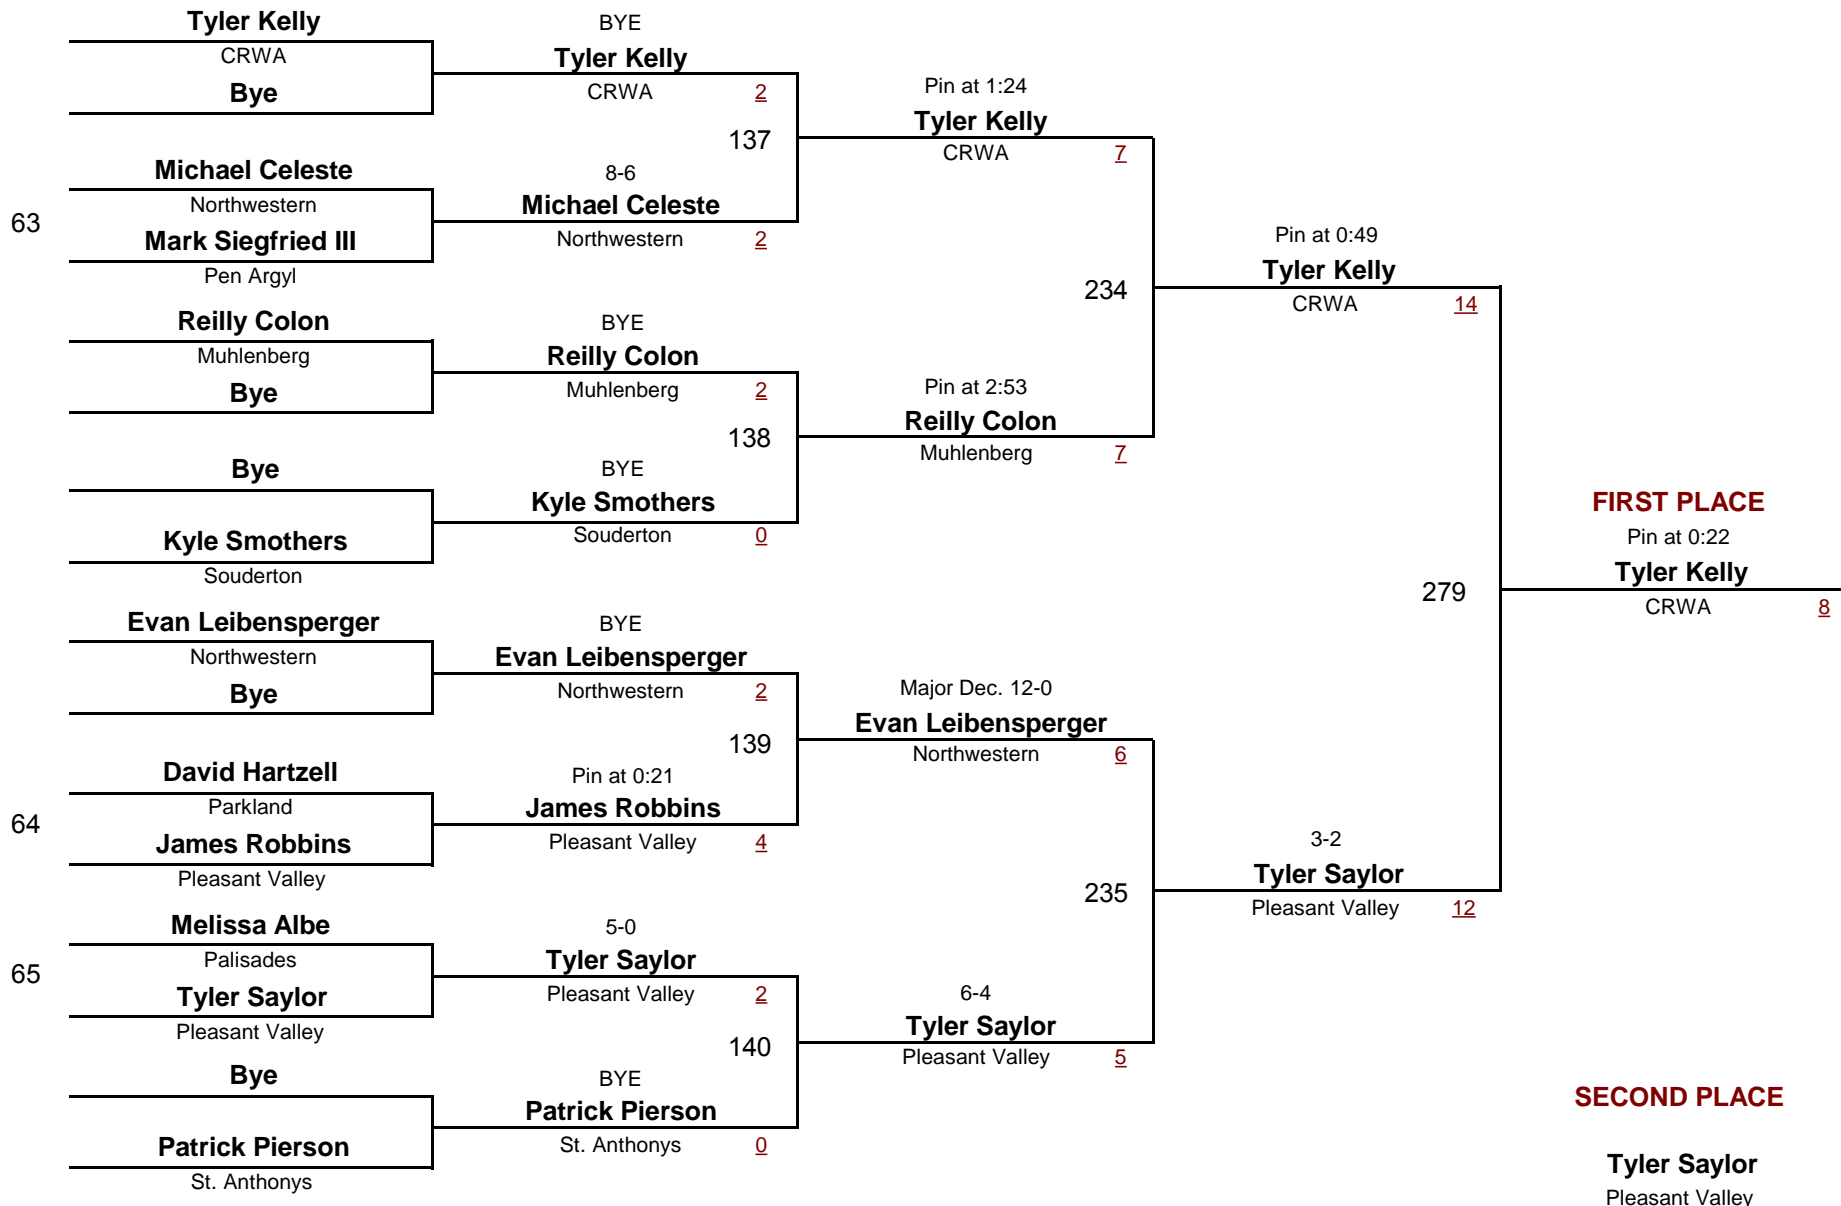 Tyler Kelly
CRWA
Bye
63
Michael Celeste
Northwestern
Mark Siegfried III
Pen Argyl
Reilly Colon
Muhlenberg
Bye
Bye
Kyle Smothers
Souderton
Evan Leibensperger
Northwestern
Bye
64
David Hartzell
Parkland
James Robbins
Pleasant Valley
65
Melissa Albe
Palisades
Tyler Saylor
Pleasant Valley
Bye
Patrick Pierson
St. Anthonys
BYE
Tyler Kelly
CRWA 2
137
8-6
Michael Celeste
Northwestern 2
BYE
Reilly Colon
Muhlenberg 2
138
BYE
Kyle Smothers
Souderton 0
BYE
Evan Leibensperger
Northwestern 2
139
Pin at 0:21
James Robbins
Pleasant Valley 4
5-0
Tyler Saylor
Pleasant Valley 2
140
BYE
Patrick Pierson
St. Anthonys 0
Pin at 1:24
Tyler Kelly
CRWA 7
234
Pin at 2:53
Reilly Colon
Muhlenberg 7
Major Dec. 12-0
Evan Leibensperger
Northwestern 6
235
6-4
Tyler Saylor
Pleasant Valley 5
Pin at 0:49
Tyler Kelly
CRWA 14
279
3-2
Tyler Saylor
Pleasant Valley 12
FIRST PLACE
Pin at 0:22
Tyler Kelly
CRWA 8
SECOND PLACE
Tyler Saylor
Pleasant Valley